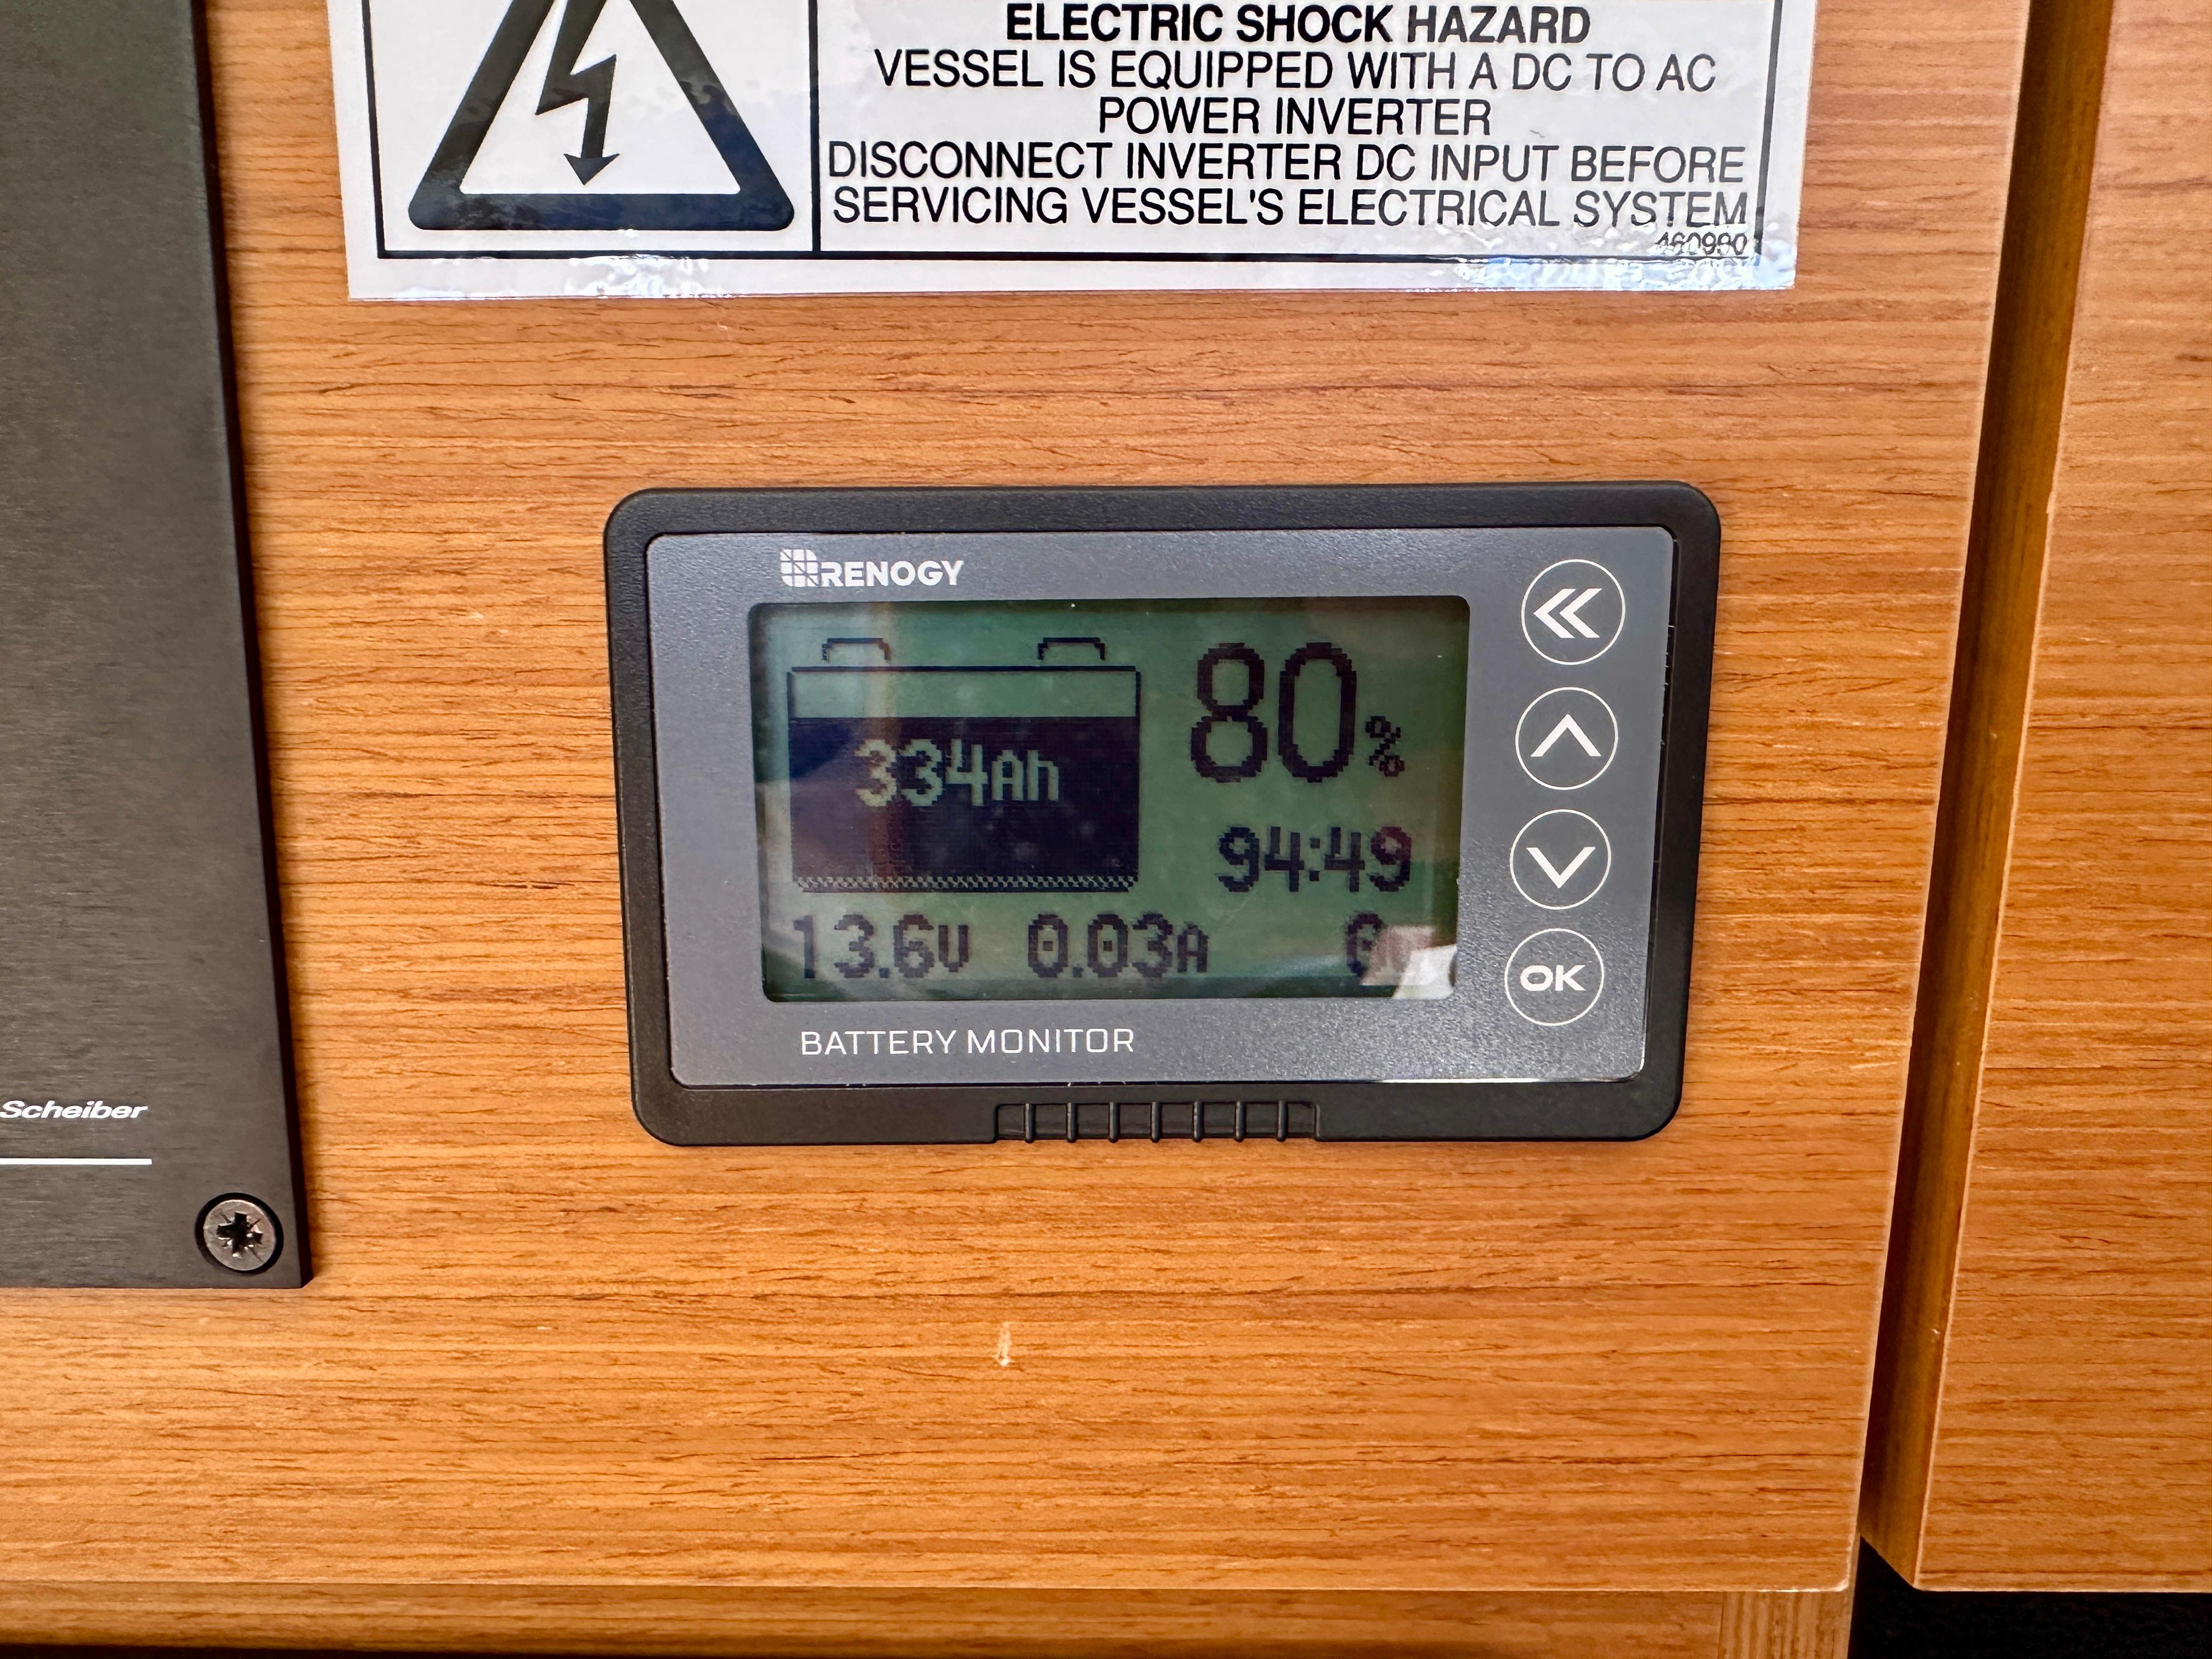 ELECTRIC SHOCK HAZARD
VESSEL IS EQUIPPED WITH A DC TO AC
POWER INVERTER
DISCONNECT INVERTER DC INPUT BEFORE
SERVICING VESSEL'S ELECTRICAL SYSTEM
RENOGY
334Ah
80%
94:49
13.6V 0.03A
OK
BATTERY MONITOR
Scheiber